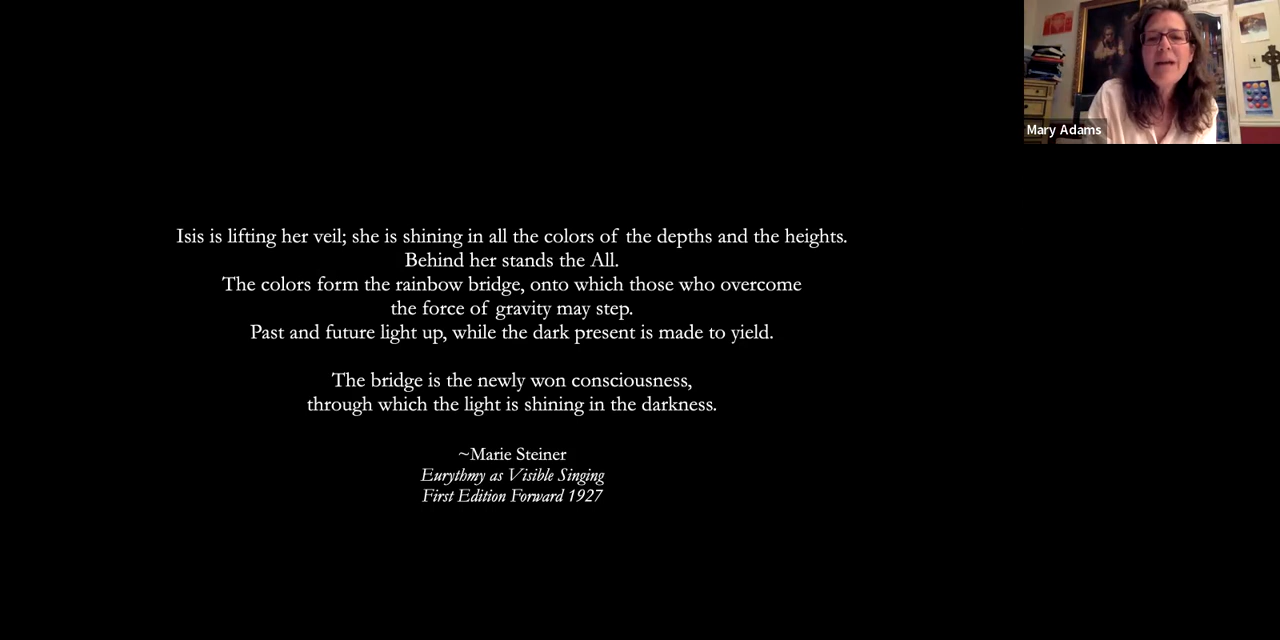 Isis is lifting her veil; she is shining in all the colors of the depths and the heights.
Behind her stands the All.
The colors form the rainbow bridge, onto which those who overcome
the force of gravity may step.
Past and future light up, while the dark present is made to yield.
The bridge is the newly won consciousness,
through which the light is shining in the darkness.
~Marie Steiner
Eurythmy as Visible Singing
First Edition Forward 1927
Mary Adams